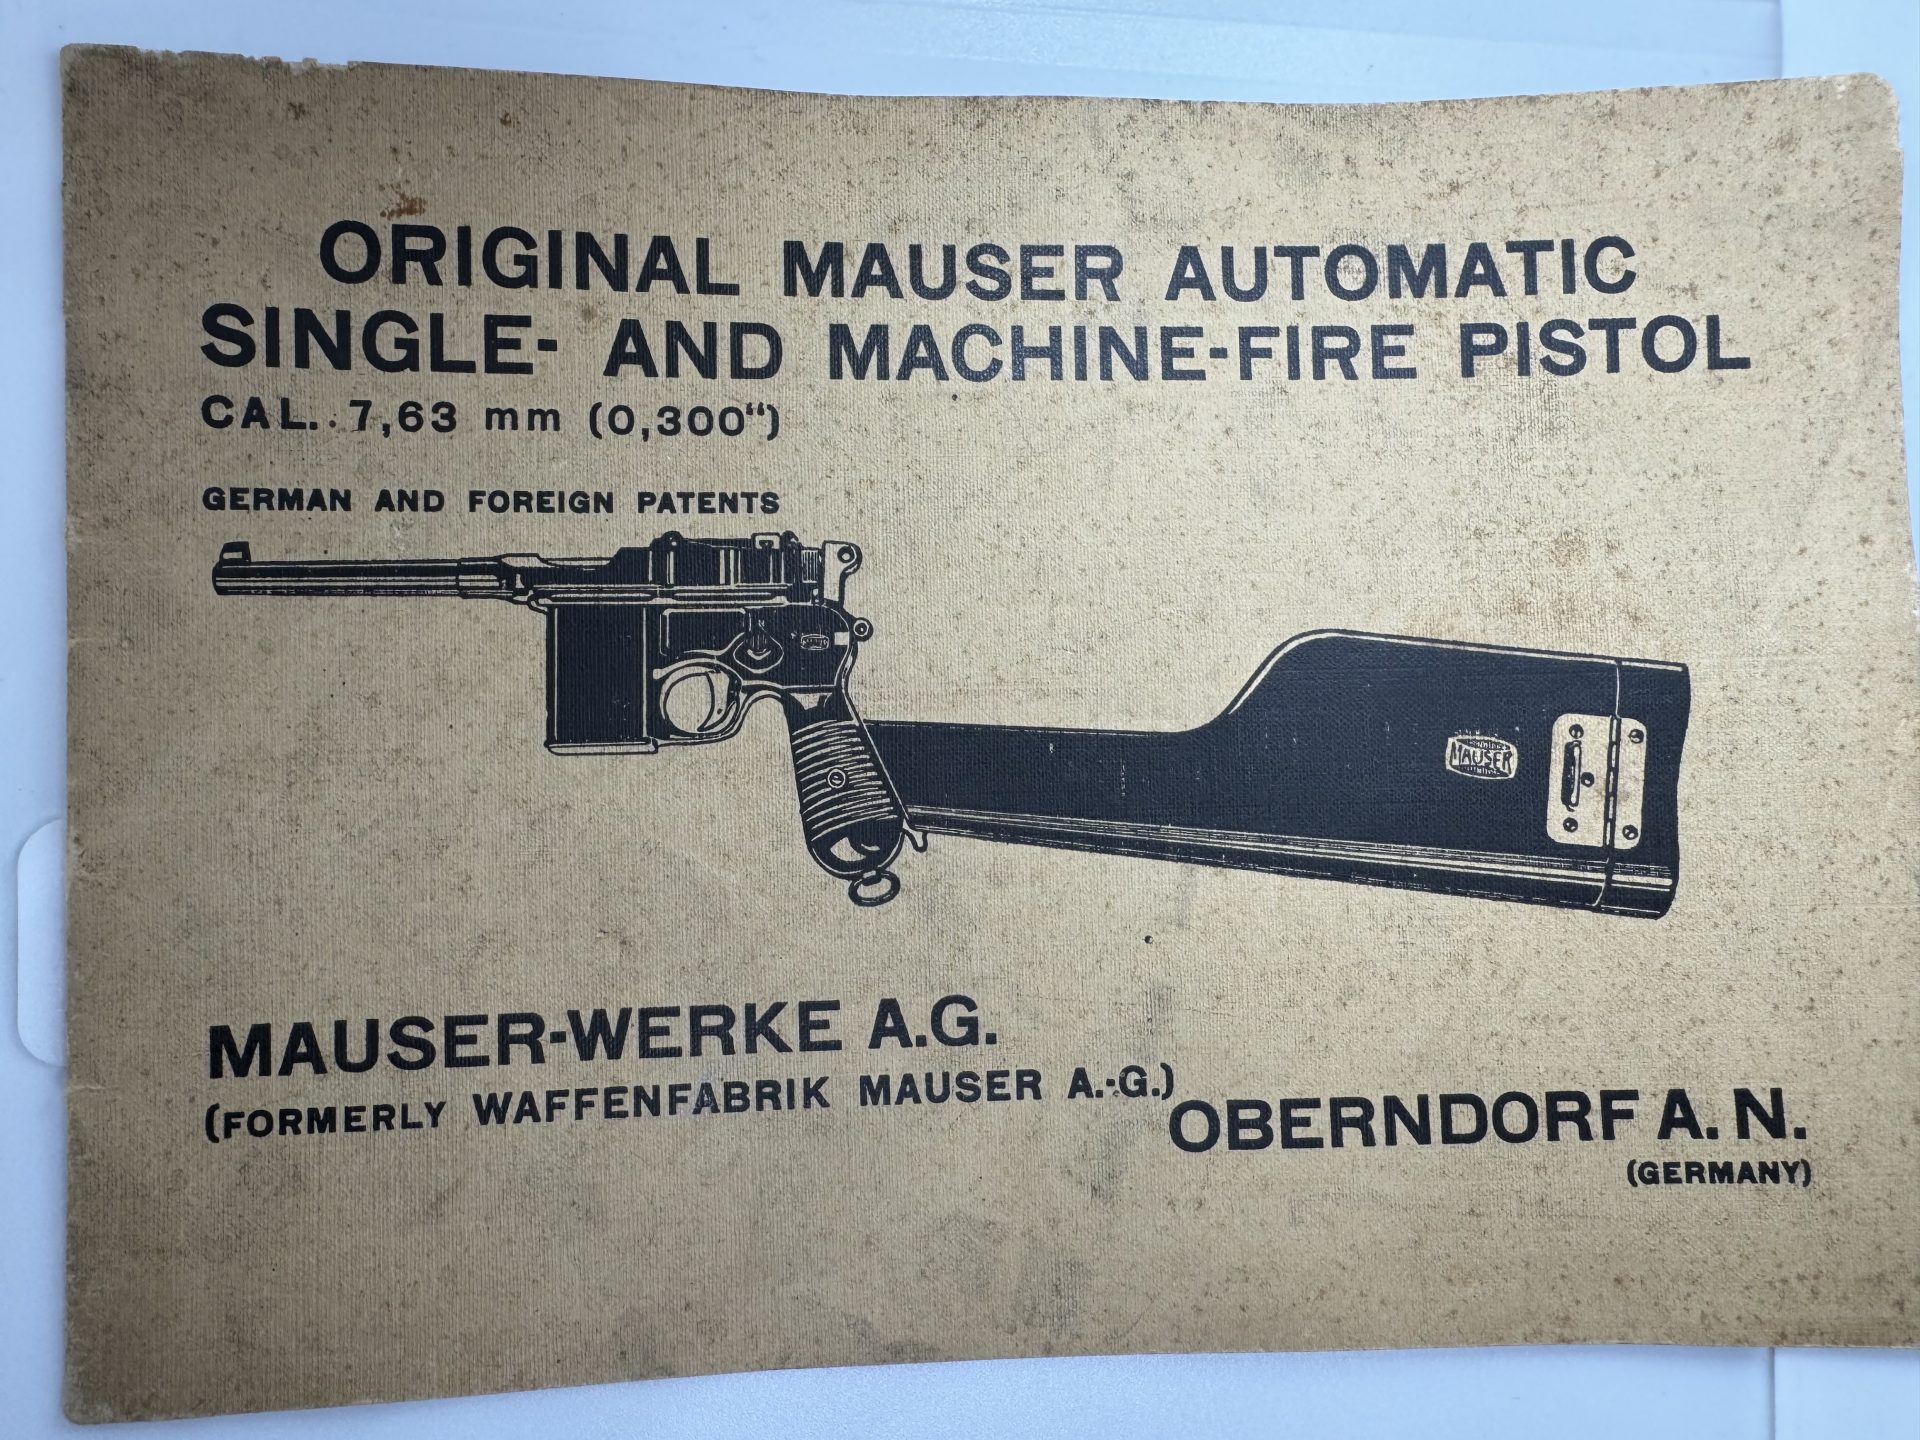 ORIGINAL MAUSER AUTOMATIC
SINGLE- AND MACHINE-FIRE PISTOL
CAL. 7,63 mm (0,300“)
GERMAN AND FOREIGN PATENTS
MAUSER
MAUSER-WERKE A.G.
(FORMERLY WAFFENFABRIK MAUSER A.-G.)
OBERNDORF A. N.
(GERMANY)